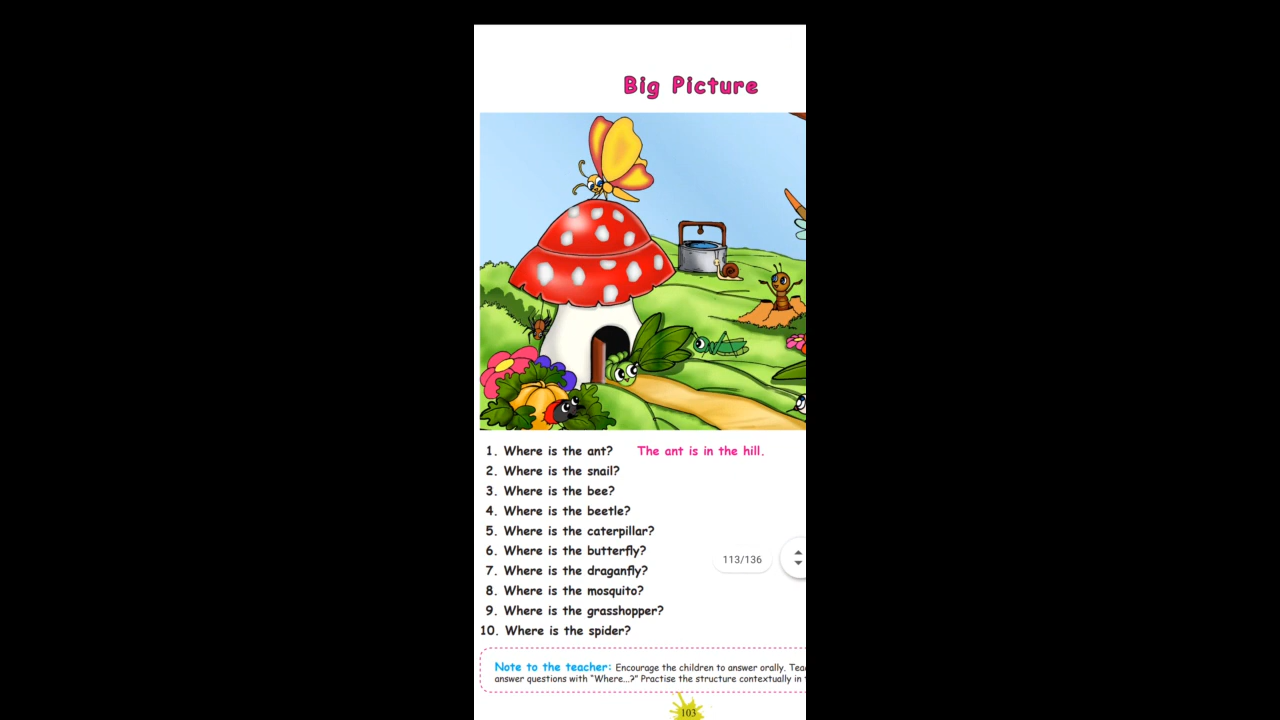 Big Picture
1. Where is the ant? The ant is in the hill.
2. Where is the snail?
3. Where is the bee?
4. Where is the beetle?
5. Where is the caterpillar?
6. Where is the butterfly?
113/136
7. Where is the draganfly?
8. Where is the mosquito?
9. Where is the grasshopper?
10. Where is the spider?
Note to the teacher: Encourage the children to answer orally.
answer questions with "Where...?" Practise the structure contextually in
103